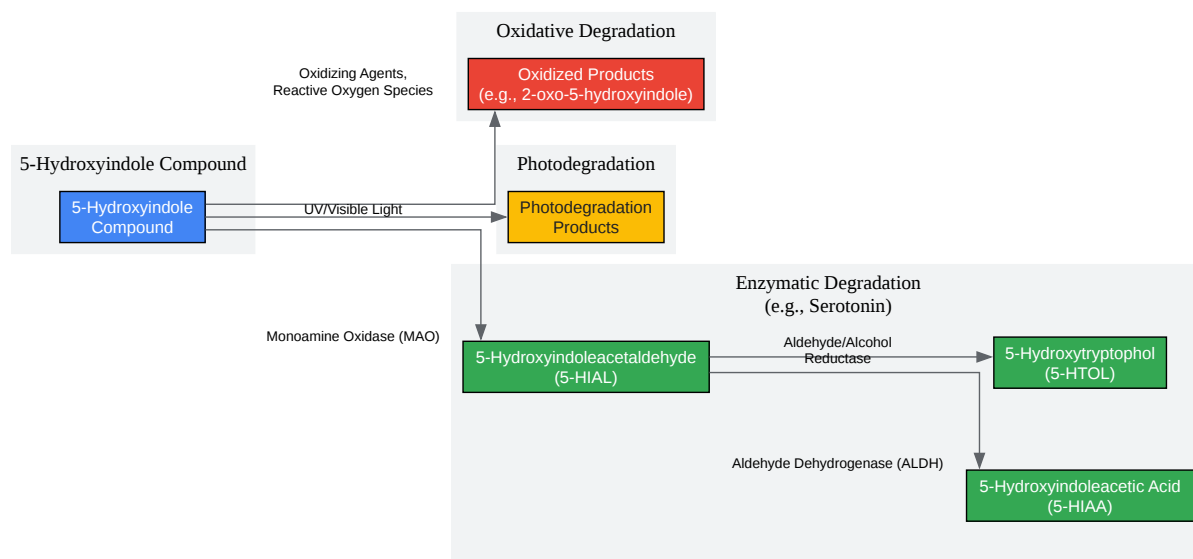 Oxidative Degradation
Oxidizing Agents,
Reactive Oxygen Species
Oxidized Products
(e.g., 2-oxo-5-hydroxyindole)
5-Hydroxyindole Compound
5-Hydroxyindole
Compound
UV/Visible Light
Photodegradation
Photodegradation
Products
Enzymatic Degradation
(e.g., Serotonin)
Monoamine Oxidase (MAO)
5-Hydroxyindoleacetaldehyde
(5-HIAL)
Aldehyde/Alcohol
Reductase
5-Hydroxytryptophol
(5-HTOL)
Aldehyde Dehydrogenase (ALDH)
5-Hydroxyindoleacetic Acid
(5-HIAA)